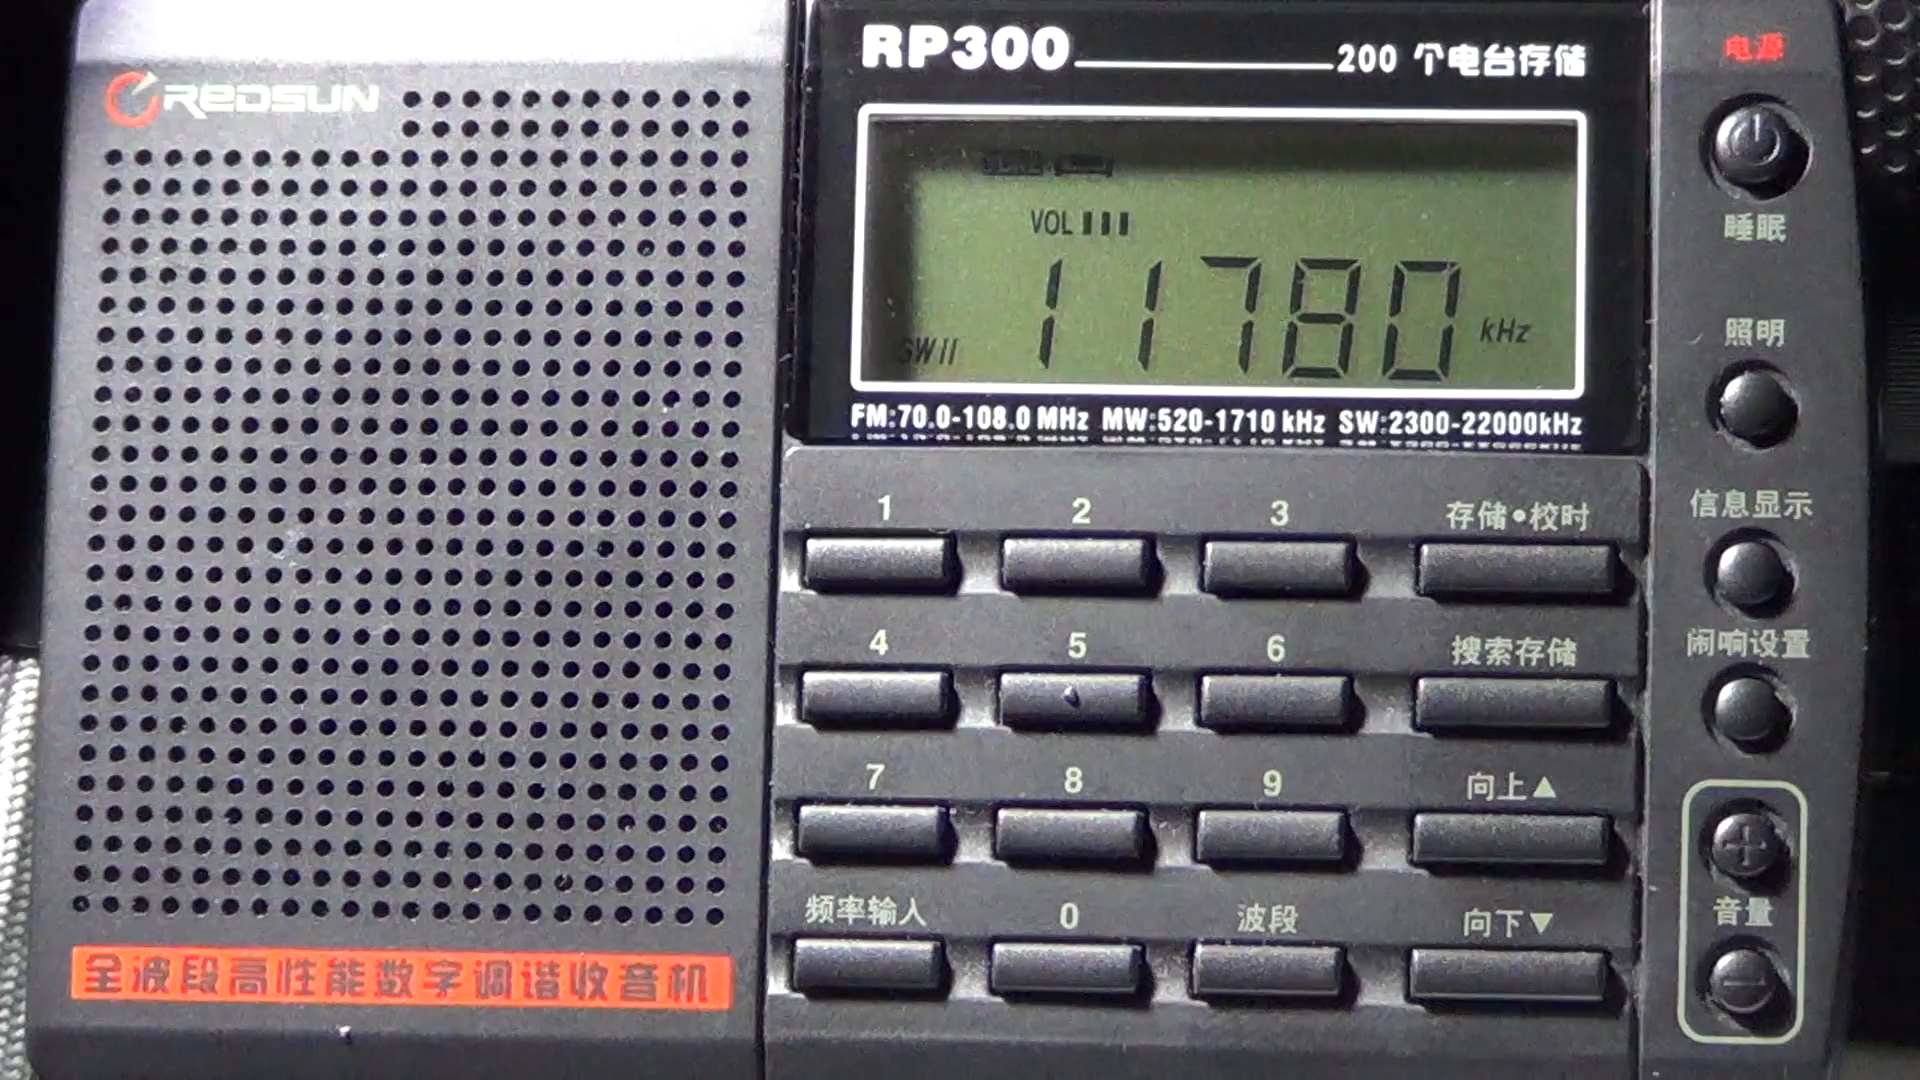 REDSUN
RP300
200 个电台存储
电源
VOL
SW II
11780 kHz
FM:70.0-108.0 MHz MW:520-1710 kHz SW:2300-22000kHz
睡眠
照明
信息显示
闹响设置
音量
1 2 3 存储•校时
4 5 6 搜索存储
7 8 9 向上▲
频率输入 0 波段 向下▼
全波段高性能数字调谐收音机